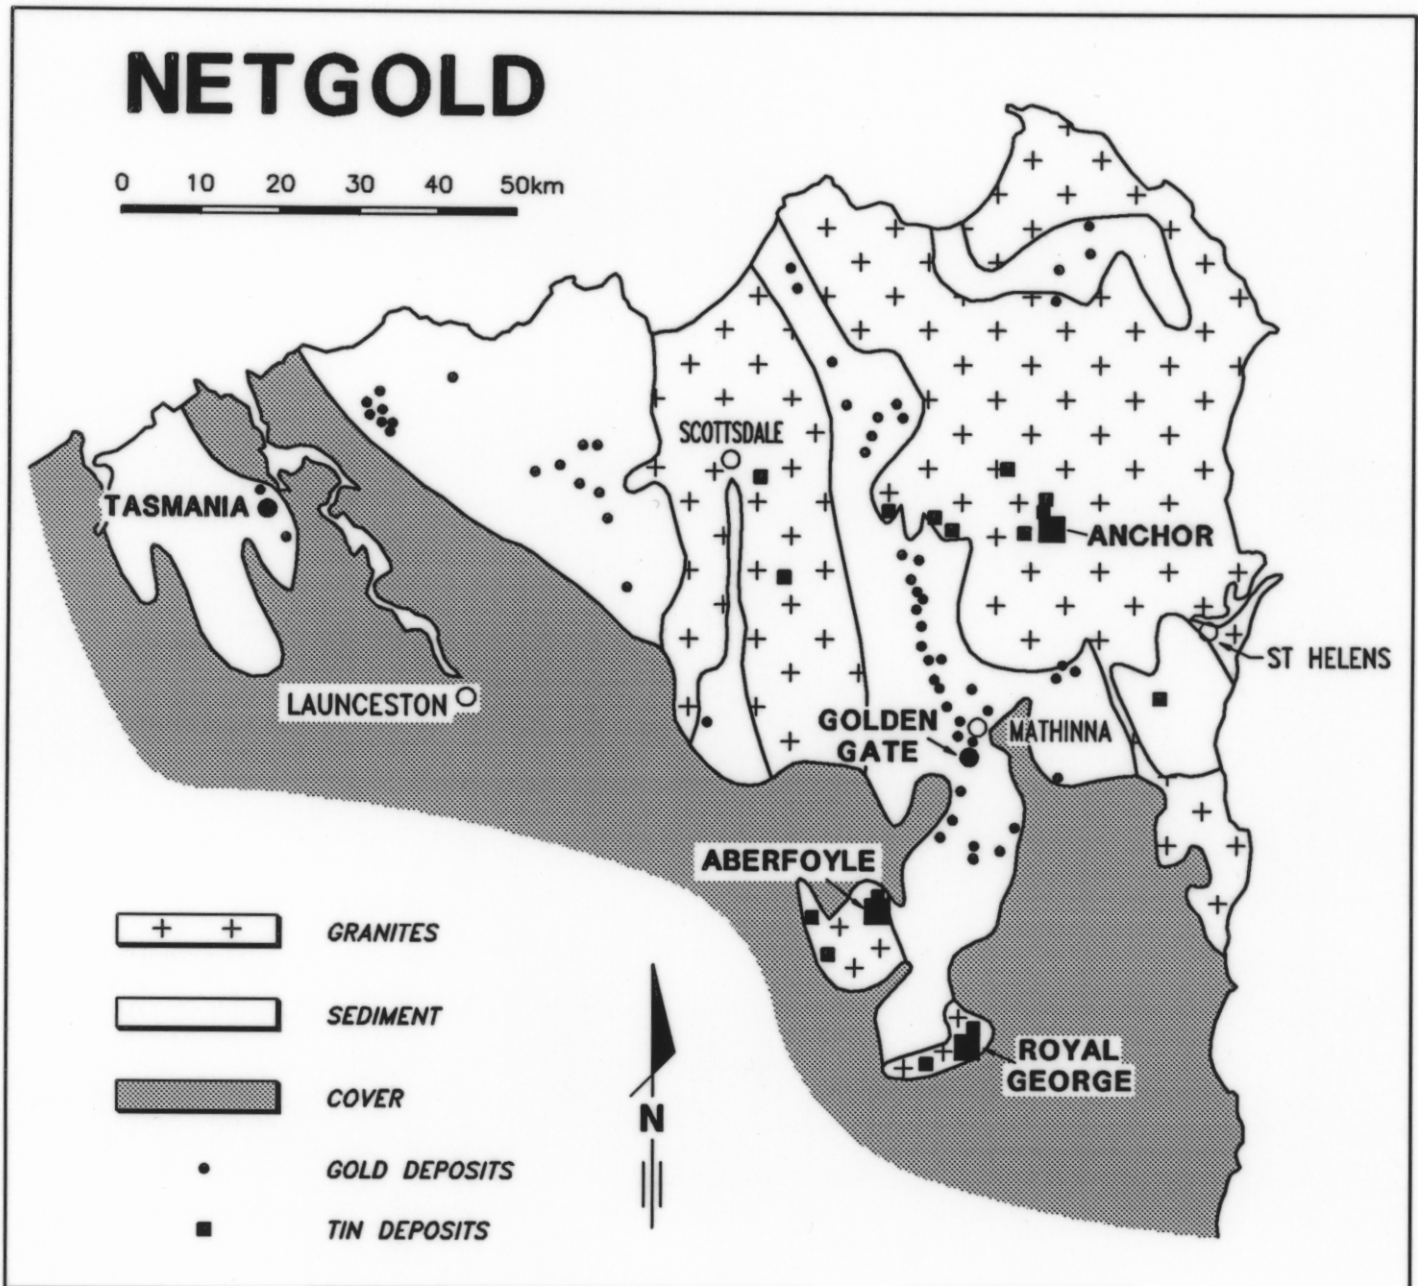 NETGOLD
0 10 20 30 40 50km
SCOTTSDALE
TASMANIA
ANCHOR
ST HELENS
LAUNCESTON
GOLDEN
GATE
MATHINNA
ABERFOYLE
ROYAL
GEORGE
GRANITES
SEDIMENT
COVER
GOLD DEPOSITS
TIN DEPOSITS
N